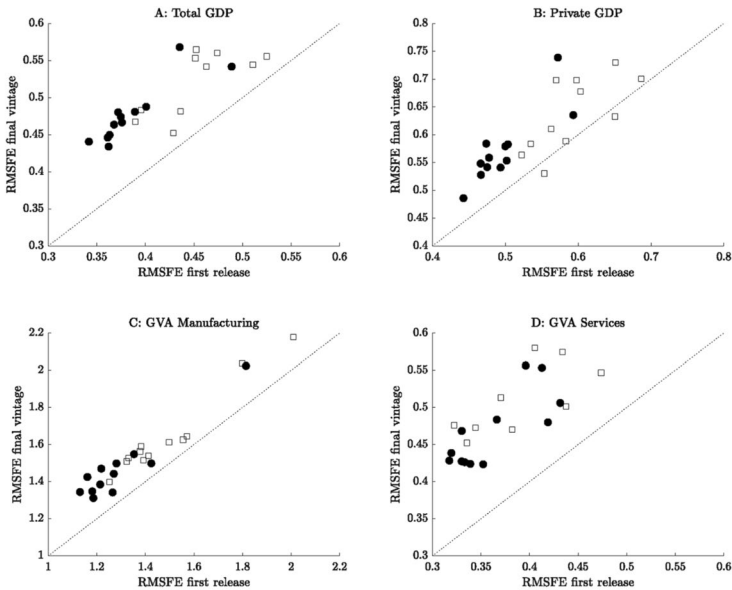 A: Total GDP
0.6
0.55
0.5
0.45
0.4
0.35
0.3
RMSFE final vintage
0.3 0.35 0.4 0.45 0.5 0.55 0.6
RMSFE first release
B: Private GDP
0.8
0.75
0.7
0.65
0.6
0.55
0.5
0.45
0.4
RMSFE final vintage
0.4 0.5 0.6 0.7 0.8
RMSFE first release
C: GVA Manufacturing
2.2
2
1.8
1.6
1.4
1.2
1
RMSFE final vintage
1 1.2 1.4 1.6 1.8 2 2.2
RMSFE first release
D: GVA Services
0.6
0.55
0.5
0.45
0.4
0.35
0.3
RMSFE final vintage
0.3 0.35 0.4 0.45 0.5 0.55 0.6
RMSFE first release